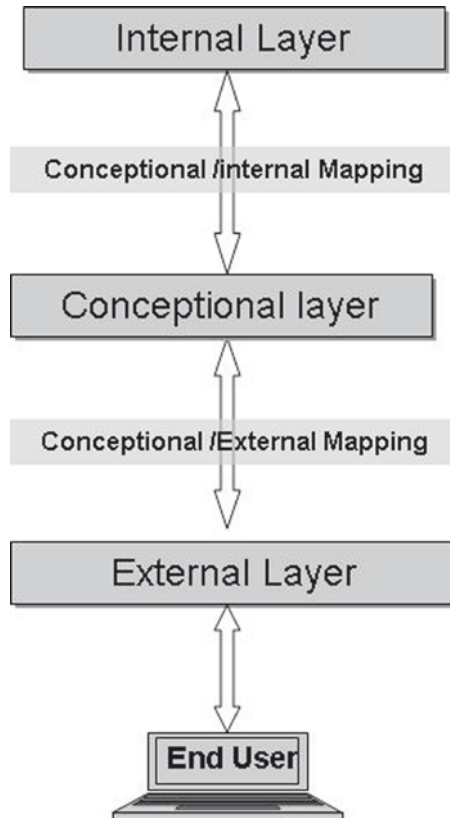 Internal Layer
Conceptional /internal Mapping
Conceptional layer
Conceptional /External Mapping
External Layer
End User